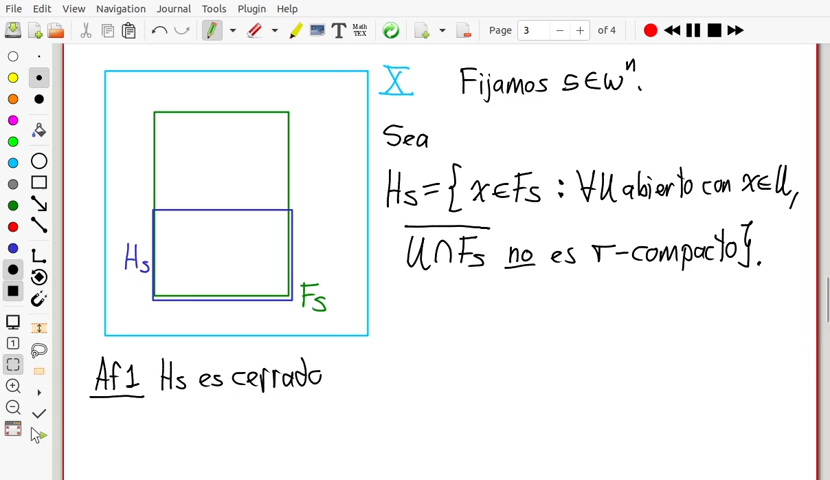 File Edit View Navigation Journal Tools Plugin Help
T Math TEX Page 3 of 4
X Fijamos s∈ω^n.
Sea
Hs={x∈Fs : ∀U abierto con x∈U,
U∩Fs no es σ-compacto}.
Hs
Fs
Af1 Hs es cerrado
1